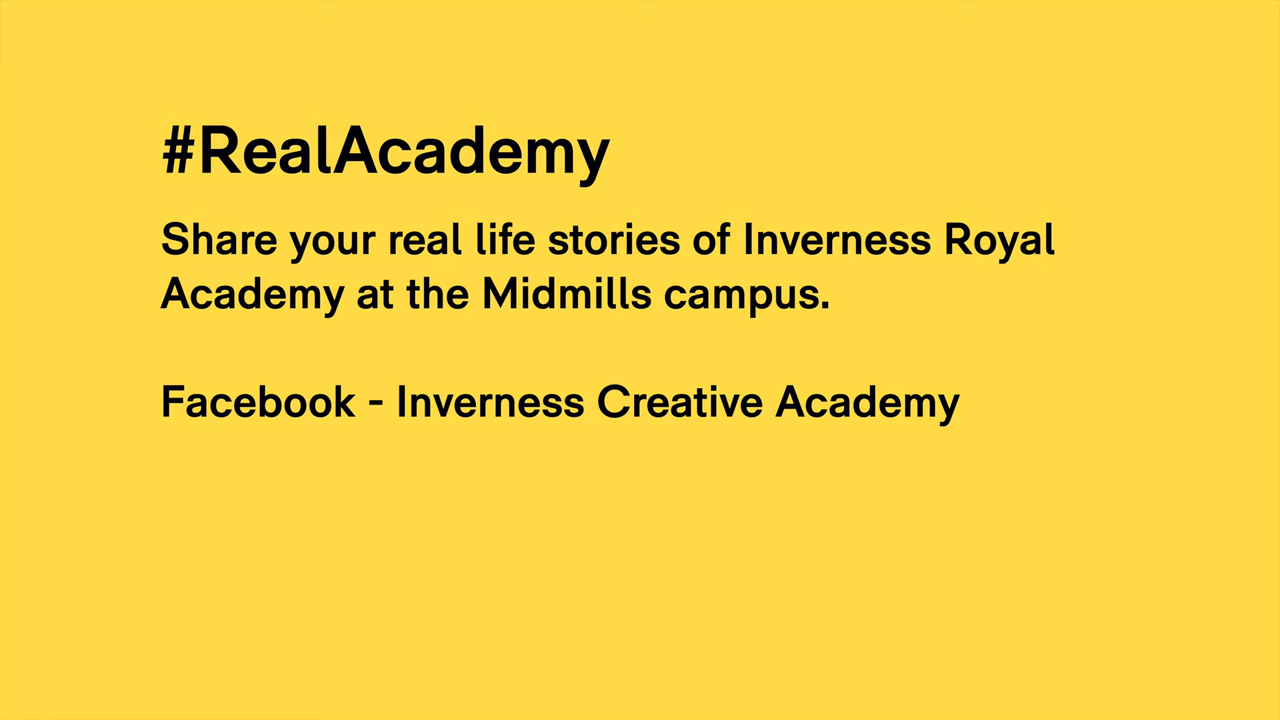 #RealAcademy
Share your real life stories of Inverness Royal
Academy at the Midmills campus.
Facebook - Inverness Creative Academy